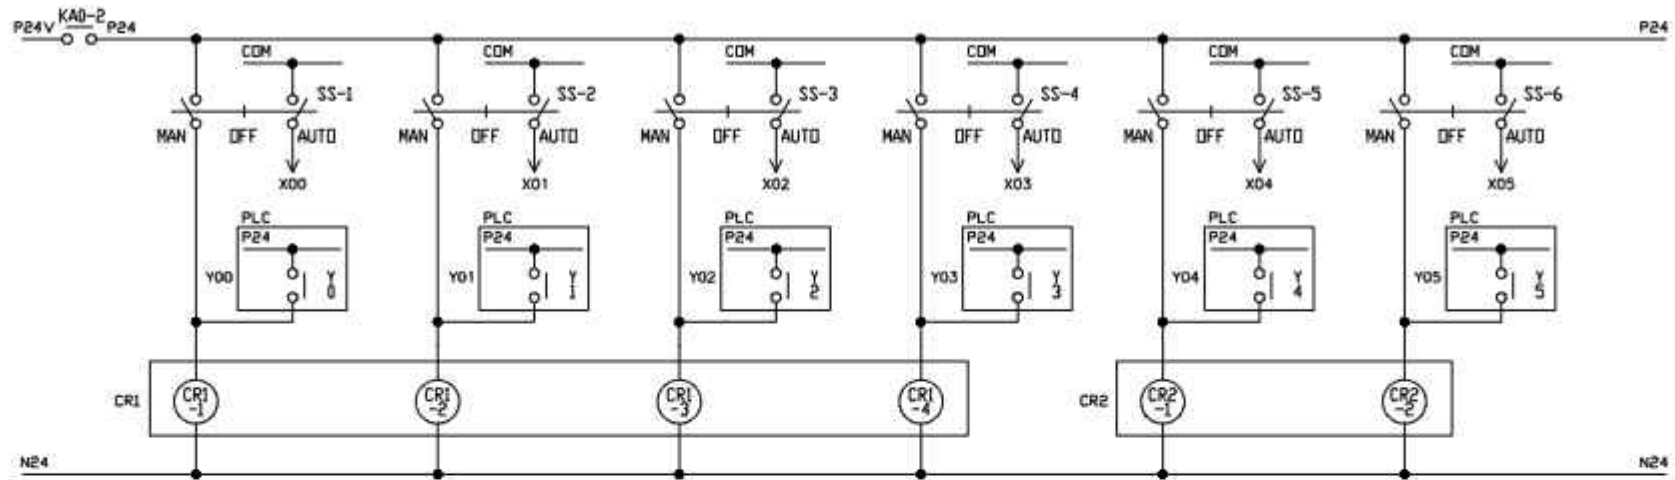 KA0-2
P24V P24 P24
COM COM COM COM COM COM
SS-1 SS-2 SS-3 SS-4 SS-5 SS-6
MAN OFF AUTO MAN OFF AUTO MAN OFF AUTO MAN OFF AUTO MAN OFF AUTO MAN OFF AUTO
X00 X01 X02 X03 X04 X05
PLC PLC PLC PLC PLC PLC
P24 P24 P24 P24 P24 P24
Y00 Y 0 Y01 Y 1 Y02 Y 2 Y03 Y 3 Y04 Y 4 Y05 Y 5
CR1 CR1 -1 CR1 -2 CR1 -3 CR1 -4 CR2 CR2 -1 CR2 -2
N24 N24